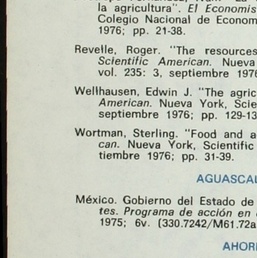 la agricultura". El Economis
Colegio Nacional de Econom
1976; pp. 21-38.
Revelle, Roger. "The resources
Scientific American. Nueva
vol. 235: 3, septiembre 1976
Wellhausen, Edwin J. "The agric
American. Nueva York, Scie
septiembre 1976; pp. 129-13
Wortman, Sterling. "Food and a
can. Nueva York, Scientific
tiembre 1976; pp. 31-39.
AGUASCAL
México. Gobierno del Estado de
tes. Programa de acción en
1975; 6v. (330.7242/M61.72a
AHOR